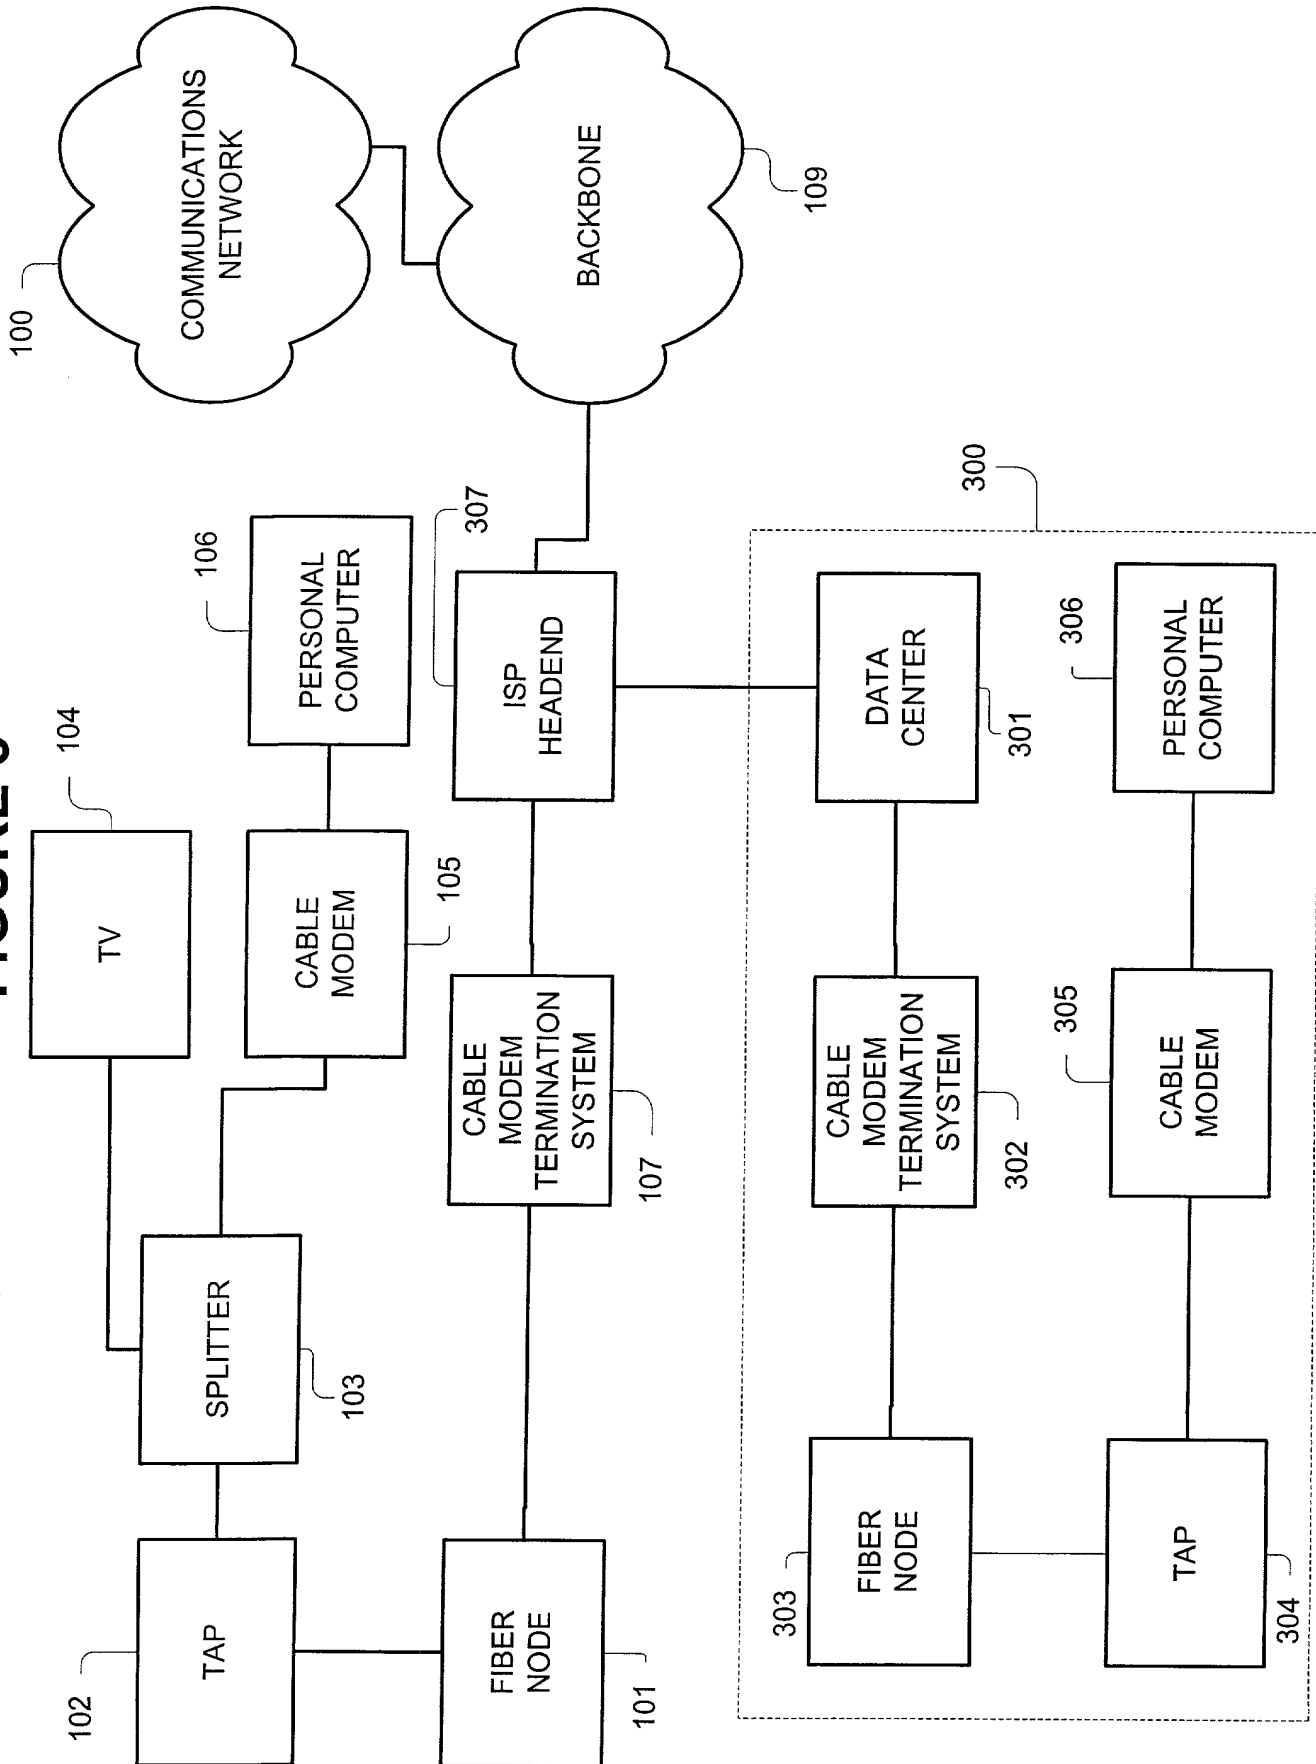 FIGURE
100
COMMUNICATIONS
NETWORK
104
TV
102
TAP
SPLITTER
103
106
PERSONAL
COMPUTER
CABLE
MODEM
105
FIBER
NODE
101
CABLE
MODEM
TERMINATION
SYSTEM
107
307
ISP
HEADEND
BACKBONE
109
300
303
FIBER
NODE
CABLE
MODEM
TERMINATION
SYSTEM
302
DATA
CENTER
301
TAP
304
305
CABLE
MODEM
306
PERSONAL
COMPUTER